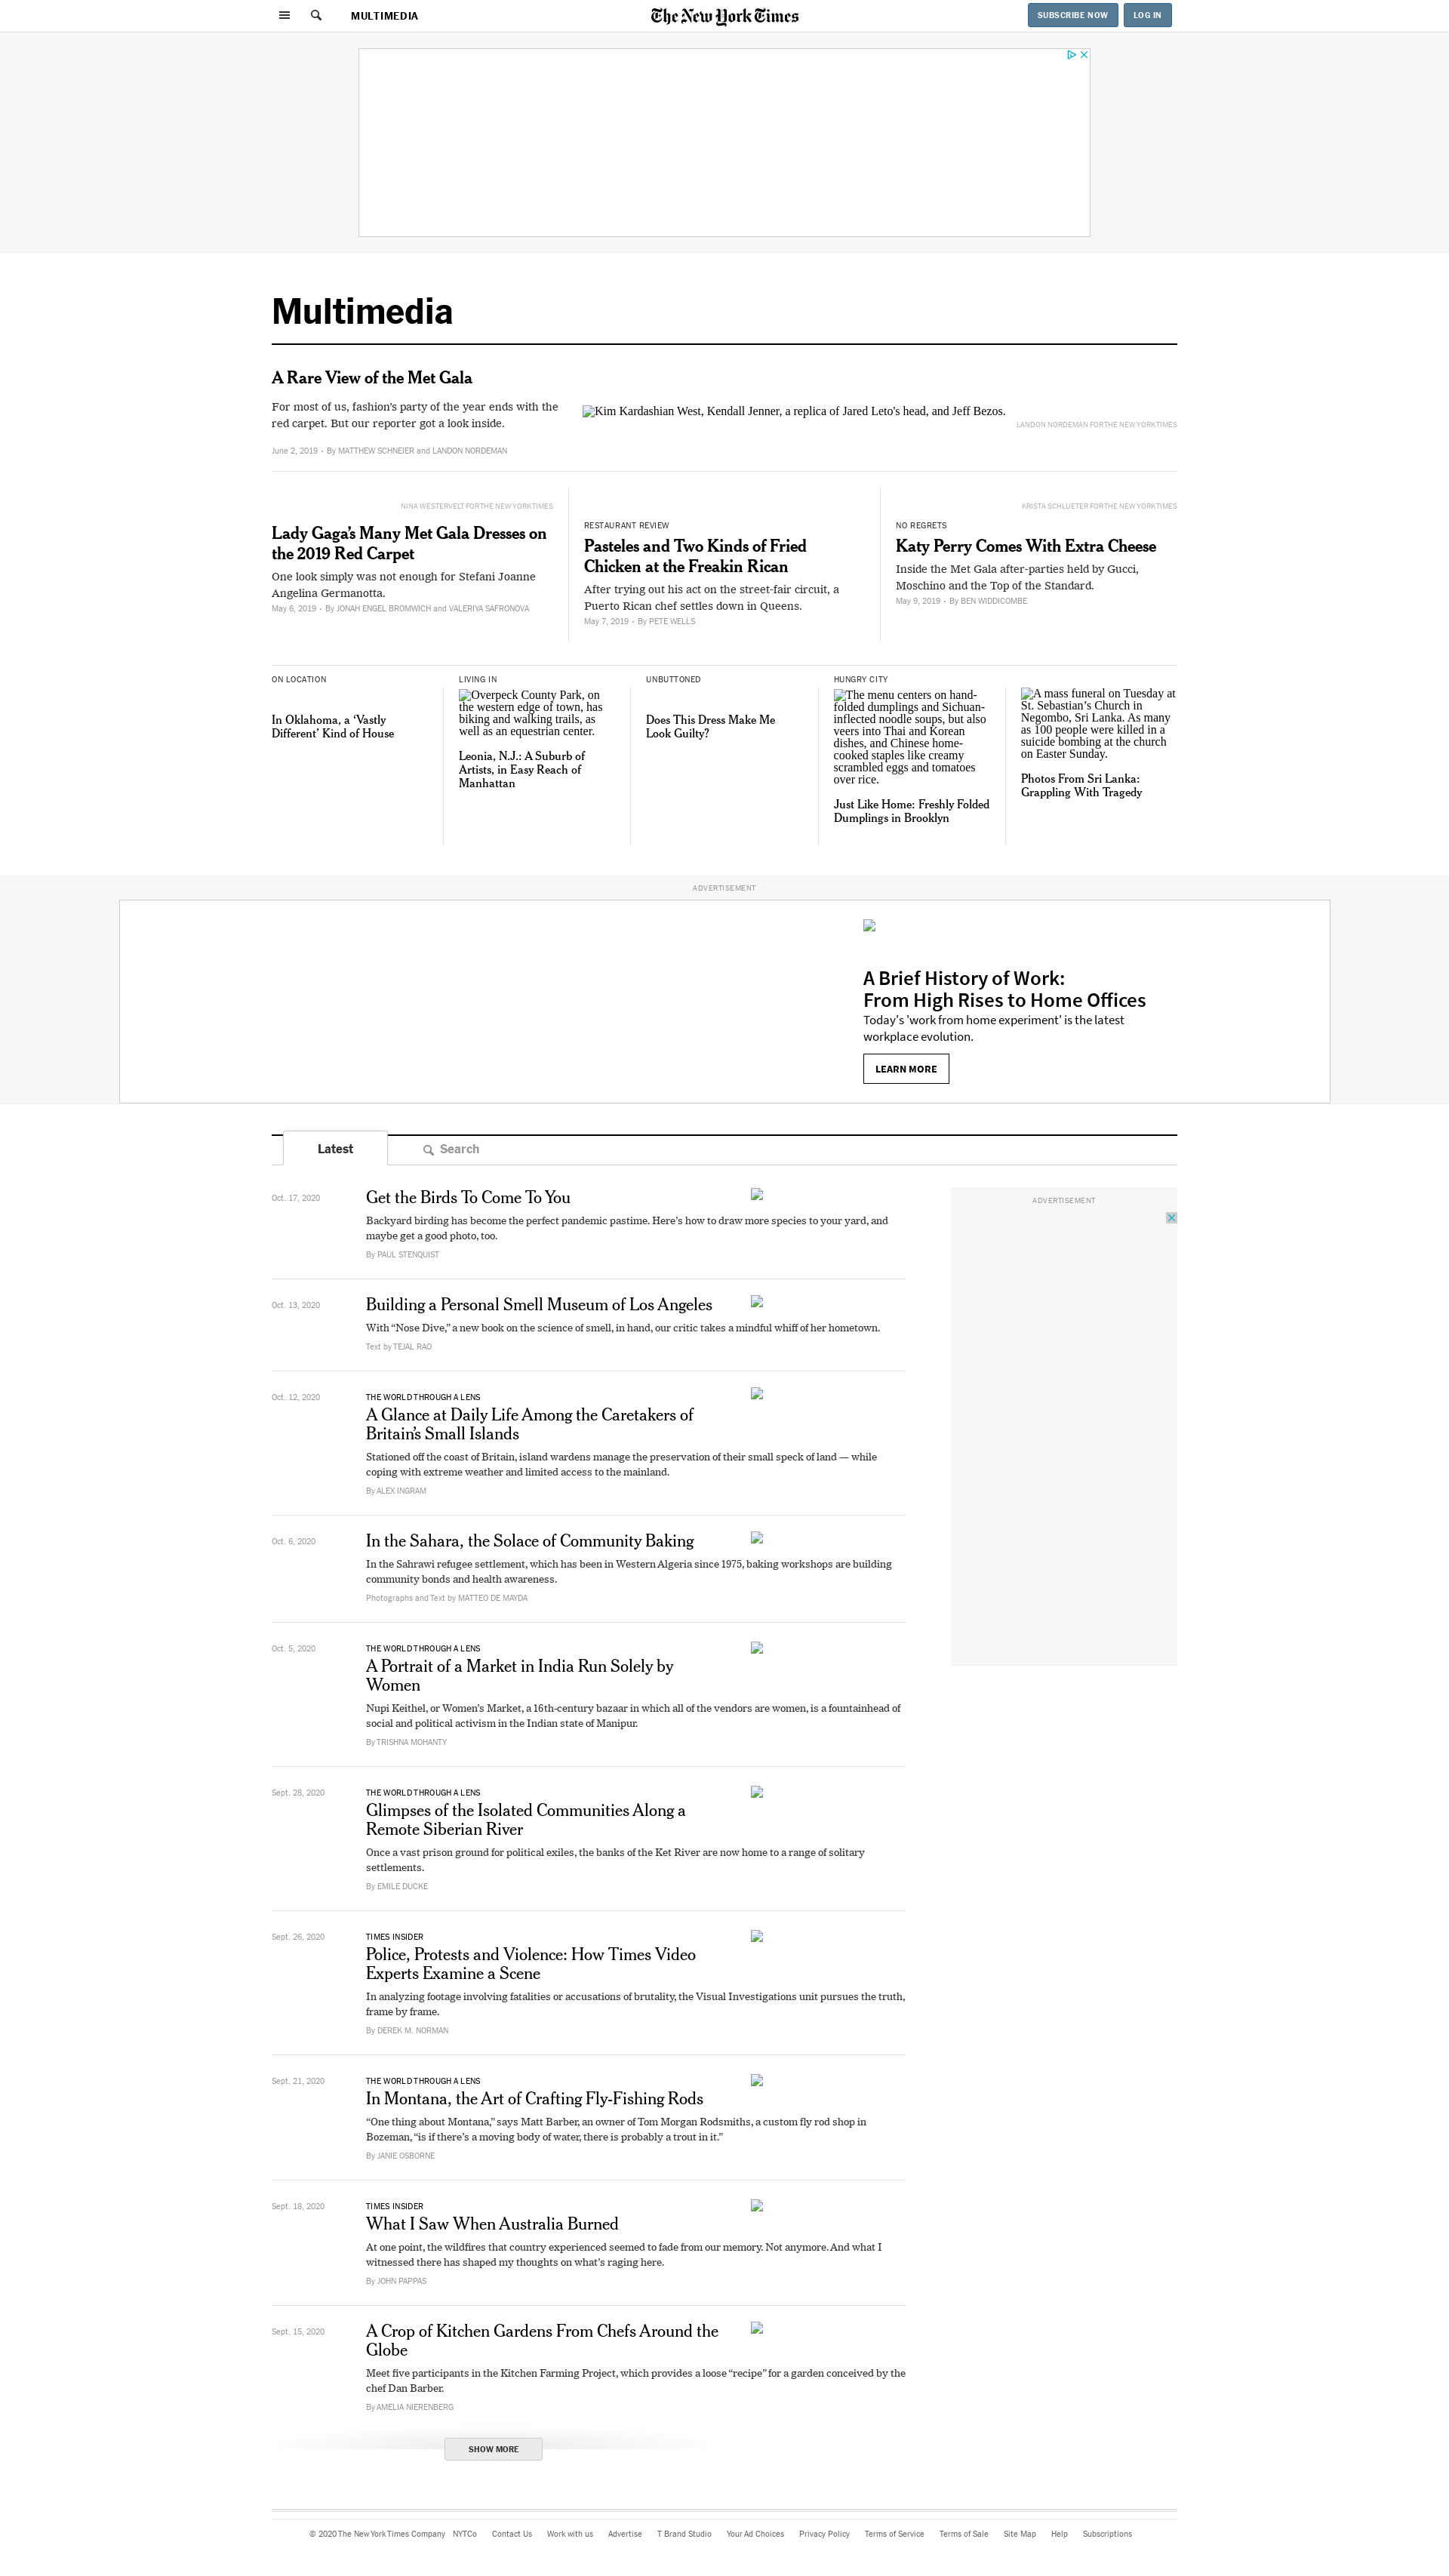 MULTIMEDIA
The New York Times
SUBSCRIBE NOW
LOG IN
Multimedia
A Rare View of the Met Gala
For most of us, fashion’s party of the year ends with the
red carpet. But our reporter got a look inside.
June 2, 2019 • By MATTHEW SCHNEIER and LANDON NORDEMAN
Kim Kardashian West, Kendall Jenner, a replica of Jared Leto's head, and Jeff Bezos.
LANDON NORDEMAN FOR THE NEW YORK TIMES
NINA WESTERVELT FOR THE NEW YORK TIMES
Lady Gaga’s Many Met Gala Dresses on
the 2019 Red Carpet
One look simply was not enough for Stefani Joanne
Angelina Germanotta.
May 6, 2019 • By JONAH ENGEL BROMWICH and VALERIYA SAFRONOVA
RESTAURANT REVIEW
Pasteles and Two Kinds of Fried
Chicken at the Freakin Rican
After trying out his act on the street-fair circuit, a
Puerto Rican chef settles down in Queens.
May 7, 2019 • By PETE WELLS
KRISTA SCHLUETER FOR THE NEW YORK TIMES
NO REGRETS
Katy Perry Comes With Extra Cheese
Inside the Met Gala after-parties held by Gucci,
Moschino and the Top of the Standard.
May 9, 2019 • By BEN WIDDICOMBE
ON LOCATION
In Oklahoma, a ‘Vastly
Different’ Kind of House
LIVING IN
Overpeck County Park, on
the western edge of town, has
biking and walking trails, as
well as an equestrian center.
Leonia, N.J.: A Suburb of
Artists, in Easy Reach of
Manhattan
UNBUTTONED
Does This Dress Make Me
Look Guilty?
HUNGRY CITY
The menu centers on hand-
folded dumplings and Sichuan-
inflected noodle soups, but also
veers into Thai and Korean
dishes, and Chinese home-
cooked staples like creamy
scrambled eggs and tomatoes
over rice.
Just Like Home: Freshly Folded
Dumplings in Brooklyn
A mass funeral on Tuesday at
St. Sebastian’s Church in
Negombo, Sri Lanka. As many
as 100 people were killed in a
suicide bombing at the church
on Easter Sunday.
Photos From Sri Lanka:
Grappling With Tragedy
ADVERTISEMENT
A Brief History of Work:
From High Rises to Home Offices
Today's 'work from home experiment' is the latest
workplace evolution.
LEARN MORE
Latest
Search
ADVERTISEMENT
Oct. 17, 2020
Get the Birds To Come To You
Backyard birding has become the perfect pandemic pastime. Here’s how to draw more species to your yard, and
maybe get a good photo, too.
By PAUL STENQUIST
Oct. 13, 2020
Building a Personal Smell Museum of Los Angeles
With “Nose Dive,” a new book on the science of smell, in hand, our critic takes a mindful whiff of her hometown.
Text by TEJAL RAO
Oct. 12, 2020
THE WORLD THROUGH A LENS
A Glance at Daily Life Among the Caretakers of
Britain’s Small Islands
Stationed off the coast of Britain, island wardens manage the preservation of their small speck of land — while
coping with extreme weather and limited access to the mainland.
By ALEX INGRAM
Oct. 6, 2020
In the Sahara, the Solace of Community Baking
In the Sahrawi refugee settlement, which has been in Western Algeria since 1975, baking workshops are building
community bonds and health awareness.
Photographs and Text by MATTEO DE MAYDA
Oct. 5, 2020
THE WORLD THROUGH A LENS
A Portrait of a Market in India Run Solely by
Women
Nupi Keithel, or Women’s Market, a 16th-century bazaar in which all of the vendors are women, is a fountainhead of
social and political activism in the Indian state of Manipur.
By TRISHNA MOHANTY
Sept. 28, 2020
THE WORLD THROUGH A LENS
Glimpses of the Isolated Communities Along a
Remote Siberian River
Once a vast prison ground for political exiles, the banks of the Ket River are now home to a range of solitary
settlements.
By EMILE DUCKE
Sept. 26, 2020
TIMES INSIDER
Police, Protests and Violence: How Times Video
Experts Examine a Scene
In analyzing footage involving fatalities or accusations of brutality, the Visual Investigations unit pursues the truth,
frame by frame.
By DEREK M. NORMAN
Sept. 21, 2020
THE WORLD THROUGH A LENS
In Montana, the Art of Crafting Fly-Fishing Rods
“One thing about Montana,” says Matt Barber, an owner of Tom Morgan Rodsmiths, a custom fly rod shop in
Bozeman, “is if there’s a moving body of water, there is probably a trout in it.”
By JANIE OSBORNE
Sept. 18, 2020
TIMES INSIDER
What I Saw When Australia Burned
At one point, the wildfires that country experienced seemed to fade from our memory. Not anymore. And what I
witnessed there has shaped my thoughts on what’s raging here.
By JOHN PAPPAS
Sept. 15, 2020
A Crop of Kitchen Gardens From Chefs Around the
Globe
Meet five participants in the Kitchen Farming Project, which provides a loose “recipe” for a garden conceived by the
chef Dan Barber.
By AMELIA NIERENBERG
SHOW MORE
© 2020 The New York Times Company NYTCo Contact Us Work with us Advertise T Brand Studio Your Ad Choices Privacy Policy Terms of Service Terms of Sale Site Map Help Subscriptions